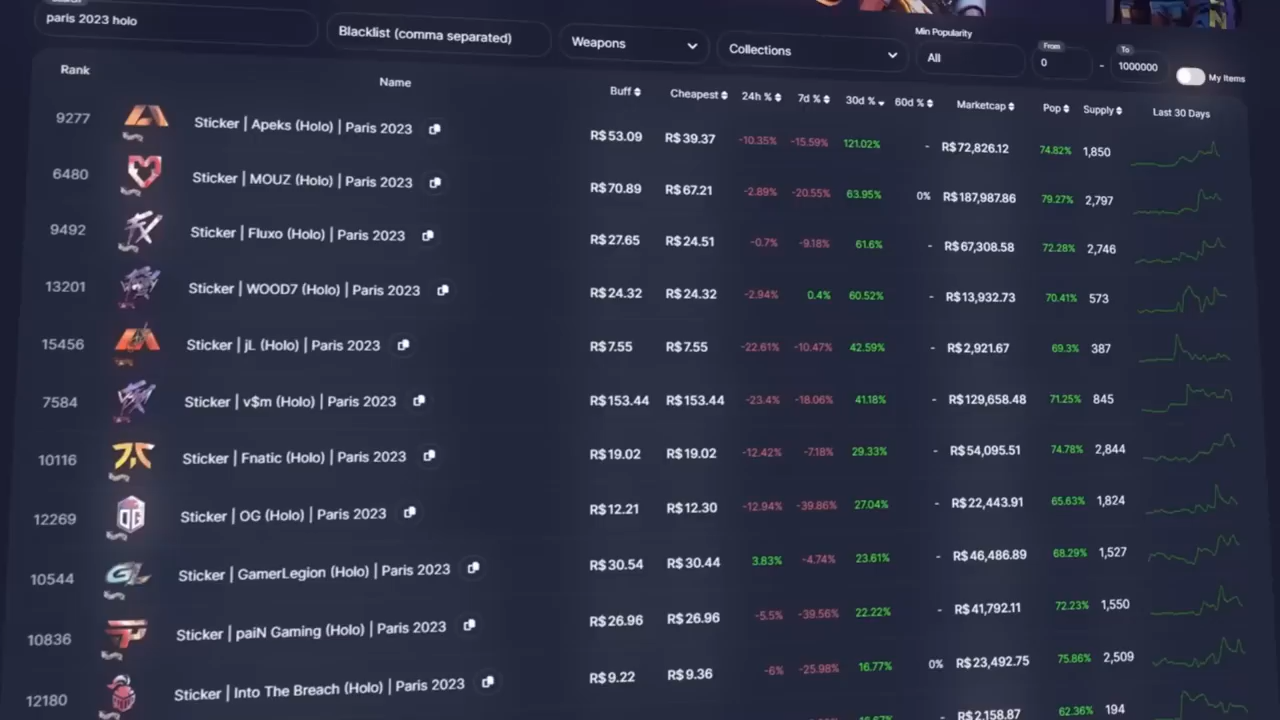 Search
paris 2023 holo
Blacklist (comma separated)
Weapons
Collections
Min Popularity
All
From
0
-
To
1000000
My Items
Rank Name Buff Cheapest 24h % 7d % 30d % 60d % Marketcap Pop Supply Last 30 Days
9277 Sticker | Apeks (Holo) | Paris 2023 R$53.09 R$39.37 -10.35% -15.59% 121.02% - R$72,826.12 74.82% 1,850
6480 Sticker | MOUZ (Holo) | Paris 2023 R$70.89 R$67.21 -2.89% -20.55% 63.95% 0% R$187,987.86 79.27% 2,797
9492 Sticker | Fluxo (Holo) | Paris 2023 R$27.65 R$24.51 -0.7% -9.18% 61.6% - R$67,308.58 72.28% 2,746
13201 Sticker | WOOD7 (Holo) | Paris 2023 R$24.32 R$24.32 -2.94% 0.4% 60.52% - R$13,932.73 70.41% 573
15456 Sticker | jL (Holo) | Paris 2023 R$7.55 R$7.55 -22.61% -10.47% 42.59% - R$2,921.67 69.3% 387
7584 Sticker | v$m (Holo) | Paris 2023 R$153.44 R$153.44 -23.4% -18.06% 41.18% - R$129,658.48 71.25% 845
10116 Sticker | Fnatic (Holo) | Paris 2023 R$19.02 R$19.02 -12.42% -7.18% 29.33% - R$54,095.51 74.78% 2,844
12269 Sticker | OG (Holo) | Paris 2023 R$12.21 R$12.30 -12.94% -39.86% 27.04% - R$22,443.91 65.63% 1,824
10544 Sticker | GamerLegion (Holo) | Paris 2023 R$30.54 R$30.44 3.83% -4.74% 23.61% - R$46,486.89 68.29% 1,527
10836 Sticker | paiN Gaming (Holo) | Paris 2023 R$26.96 R$26.96 -5.5% -39.56% 22.22% - R$41,792.11 72.23% 1,550
12180 Sticker | Into The Breach (Holo) | Paris 2023 R$9.22 R$9.36 -6% -25.98% 16.77% 0% R$23,492.75 75.86% 2,509
R$2,158.87 62.36% 194